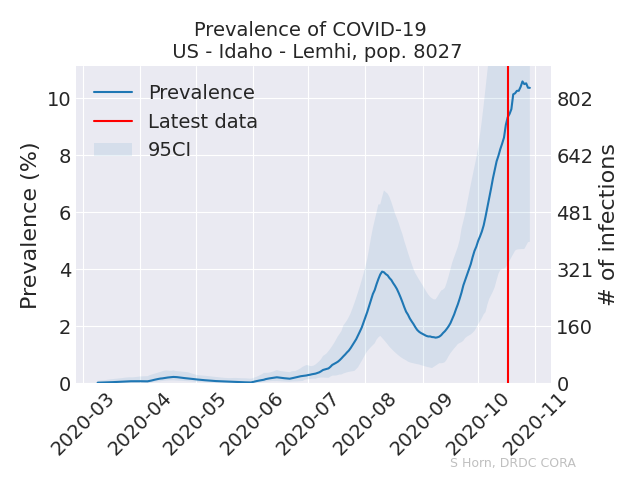 Prevalence of COVID-19
US - Idaho - Lemhi, pop. 8027
Prevalence
Latest data
95CI
Prevalence (%)
10
8
6
4
2
0
802
642
481
321
160
0
# of infections
2020-03
2020-04
2020-05
2020-06
2020-07
2020-08
2020-09
2020-10
2020-11
S Horn, DRDC CORA